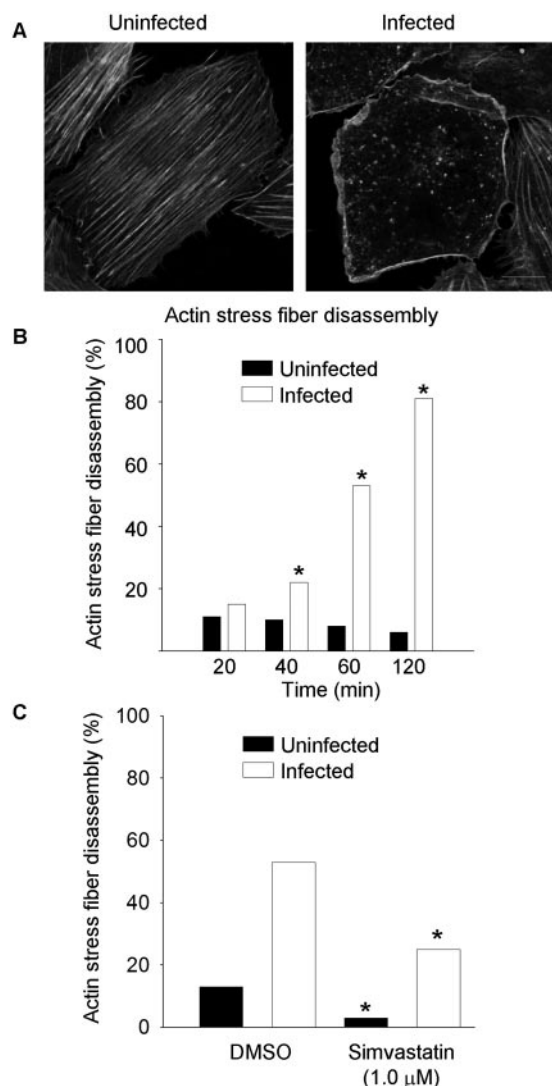 A
Uninfected
Infected
Actin stress fiber disassembly
B
Actin stress fiber disassembly (%)
100
80
60
40
20
Uninfected
Infected
*
*
*
20 40 60 120
Time (min)
C
Actin stress fiber disassembly (%)
100
80
60
40
20
0
Uninfected
Infected
*
*
DMSO
Simvastatin
(1.0 μM)